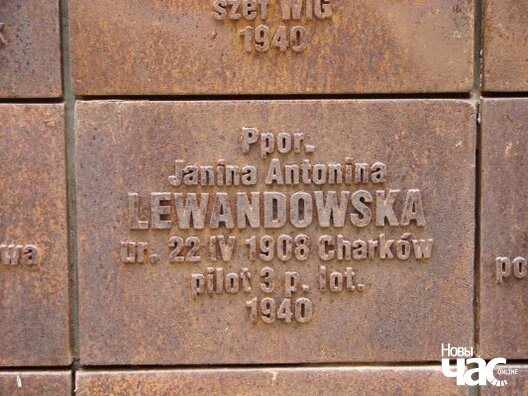 szef WIG
1940
Ppor.
Janina Antonina
LEWANDOWSKA
ur. 22 IV 1908 Charków
pilot 3 p. lot.
1940
wa
po
Новы
Час
ONLINE